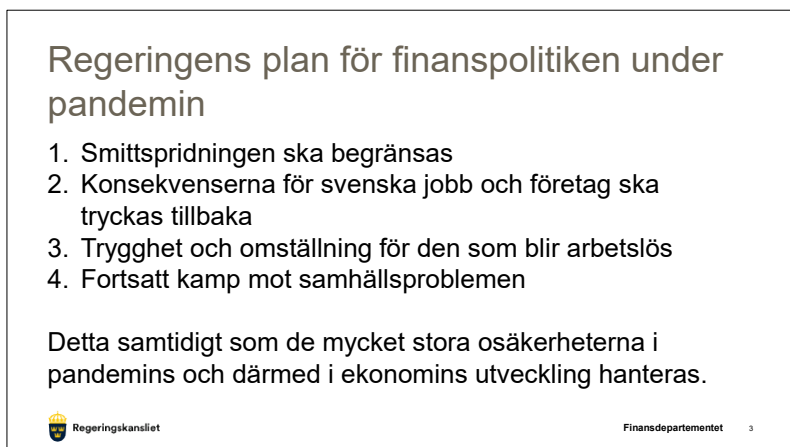 Regeringens plan för finanspolitiken under
pandemin
1. Smittspridningen ska begränsas
2. Konsekvenserna för svenska jobb och företag ska
tryckas tillbaka
3. Trygghet och omställning för den som blir arbetslös
4. Fortsatt kamp mot samhällsproblemen
Detta samtidigt som de mycket stora osäkerheterna i
pandemins och därmed i ekonomins utveckling hanteras.
Regeringskansliet
Finansdepartementet 3